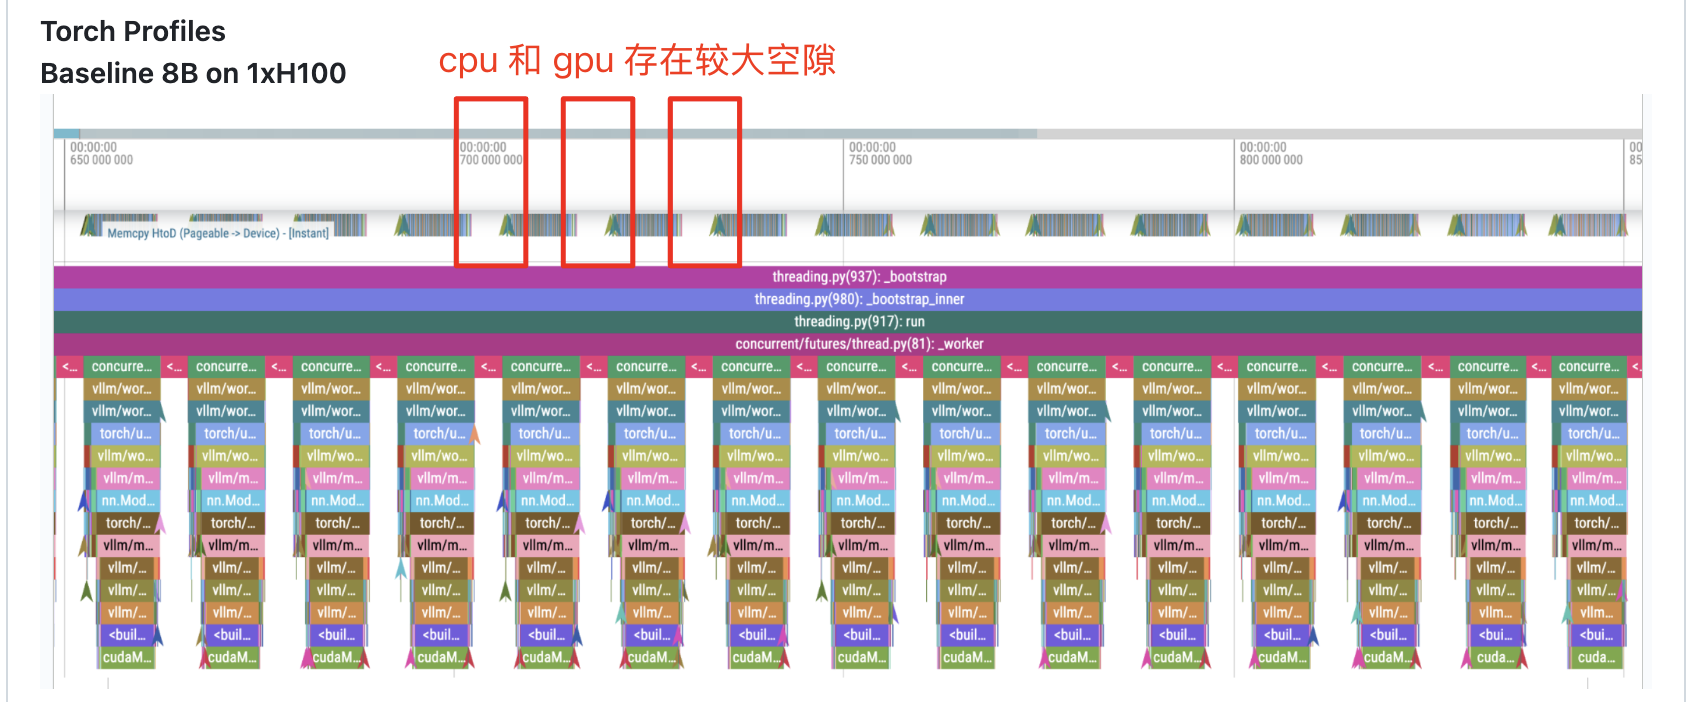 Torch Profiles
Baseline 8B on 1xH100
cpu 和 gpu 存在较大空隙
00:00:00 00:00:00 00:00:00 00:00:00 00
650 000 000 700 000 000 750 000 000 800 000 000 85
Memcpy HtoD (Pageable -> Device) - [Instant]
threading.py(937): _bootstrap
threading.py(980): _bootstrap_inner
threading.py(917): run
concurrent/futures/thread.py(81): _worker
<... concurre... <... concurre... <... concurre... <... concurre... <... concurre... <... concurre... <... concurre... <... concurre... <... concurre... <... concurre... <... concurre... <... concurre... <... concurre... <... concurre... <... concurre... <.
vllm/wor... vllm/wor... vllm/wor... vllm/wor... vllm/wor... vllm/wor... vllm/wor... vllm/wor... vllm/wor... vllm/wor... vllm/wor... vllm/wor... vllm/wor... vllm/wor... vllm/wor...
vllm/wor... vllm/wor... vllm/wor... vllm/wor... vllm/wor... vllm/wor... vllm/wor... vllm/wor... vllm/wor... vllm/wor... vllm/wor... vllm/wor... vllm/wor... vllm/wor... vllm/wor...
torch/u... torch/u... torch/u... torch/u... torch/u... torch/u... torch/u... torch/u... torch/u... torch/u... torch/u... torch/u... torch/u... torch/u... torch/u...
vllm/wo... vllm/wo... vllm/wo... vllm/wo... vllm/wo... vllm/wo... vllm/wo... vllm/wo... vllm/wo... vllm/wo... vllm/wo... vllm/wo... vllm/wo... vllm/wo... vllm/wo...
vllm/m... vllm/m... vllm/m... vllm/m... vllm/m... vllm/m... vllm/m... vllm/m... vllm/m... vllm/m... vllm/m... vllm/m... vllm/m... vllm/m... vllm/m...
nn.Mod... nn.Mod... nn.Mod... nn.Mod... nn.Mod... nn.Mod... nn.Mod... nn.Mod... nn.Mod... nn.Mod... nn.Mod... nn.Mod... nn.Mod... nn.Mod... nn.Mod...
torch/... torch/... torch/... torch/... torch/... torch/... torch/... torch/... torch/... torch/... torch/... torch/... torch/... torch/... torch/...
vllm/m... vllm/m... vllm/m... vllm/m... vllm/m... vllm/m... vllm/m... vllm/m... vllm/m... vllm/m... vllm/m... vllm/m... vllm/m... vllm/m... vllm/m...
vllm/... vllm/... vllm/... vllm/... vllm/... vllm/... vllm/... vllm/... vllm/... vllm/... vllm/... vllm/... vllm/... vllm/... vllm/...
vllm/... vllm/... vllm/... vllm/... vllm/... vllm/... vllm/... vllm/... vllm/... vllm/... vllm/... vllm/... vllm/... vllm/... vllm/...
vllm/... vllm/... vllm/... vllm/... vllm/... vllm/... vllm/... vllm/... vllm/... vllm/... vllm/... vllm/... vllm/... vllm... vllm...
<buil... <buil... <buil... <buil... <buil... <buil... <buil... <buil... <buil... <buil... <buil... <buil... <buil... <bui... <bui...
cudaM... cudaM... cudaM... cudaM... cudaM... cudaM... cudaM... cudaM... cudaM... cudaM... cudaM... cudaM... cudaM... cuda... cuda...